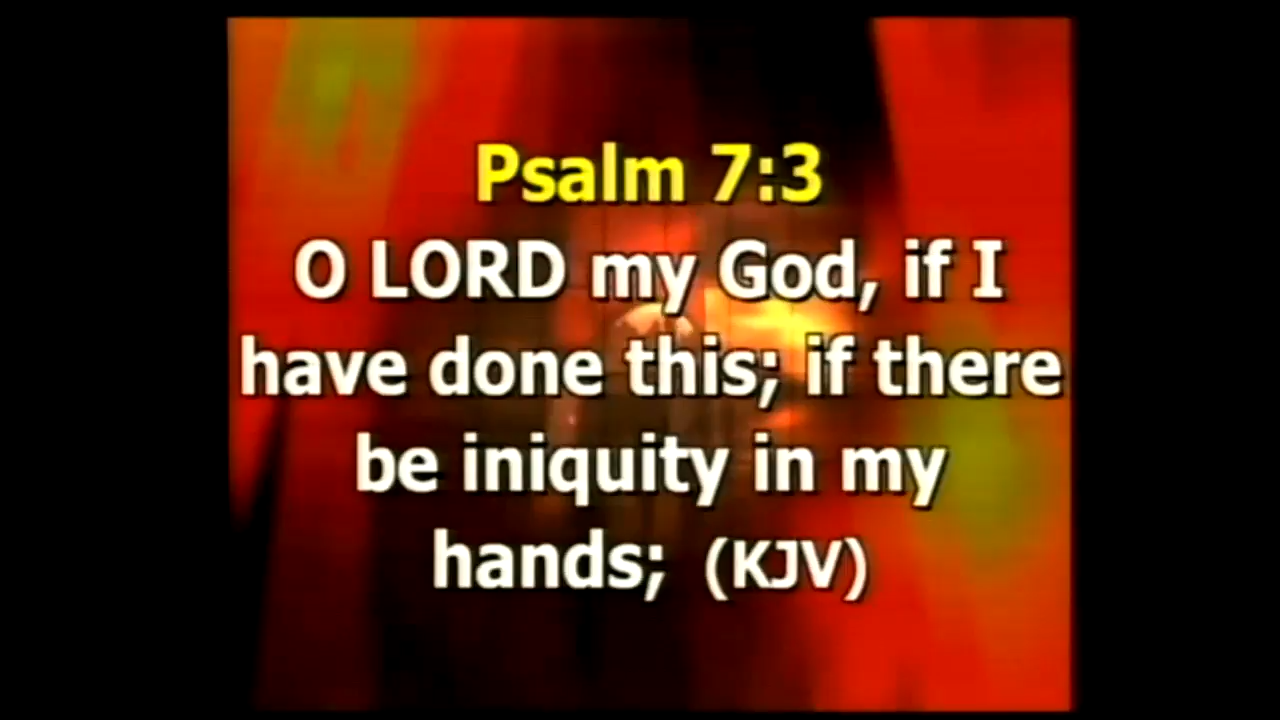 Psalm 7:3
O LORD my God, if I
have done this; if there
be iniquity in my
hands; (KJV)